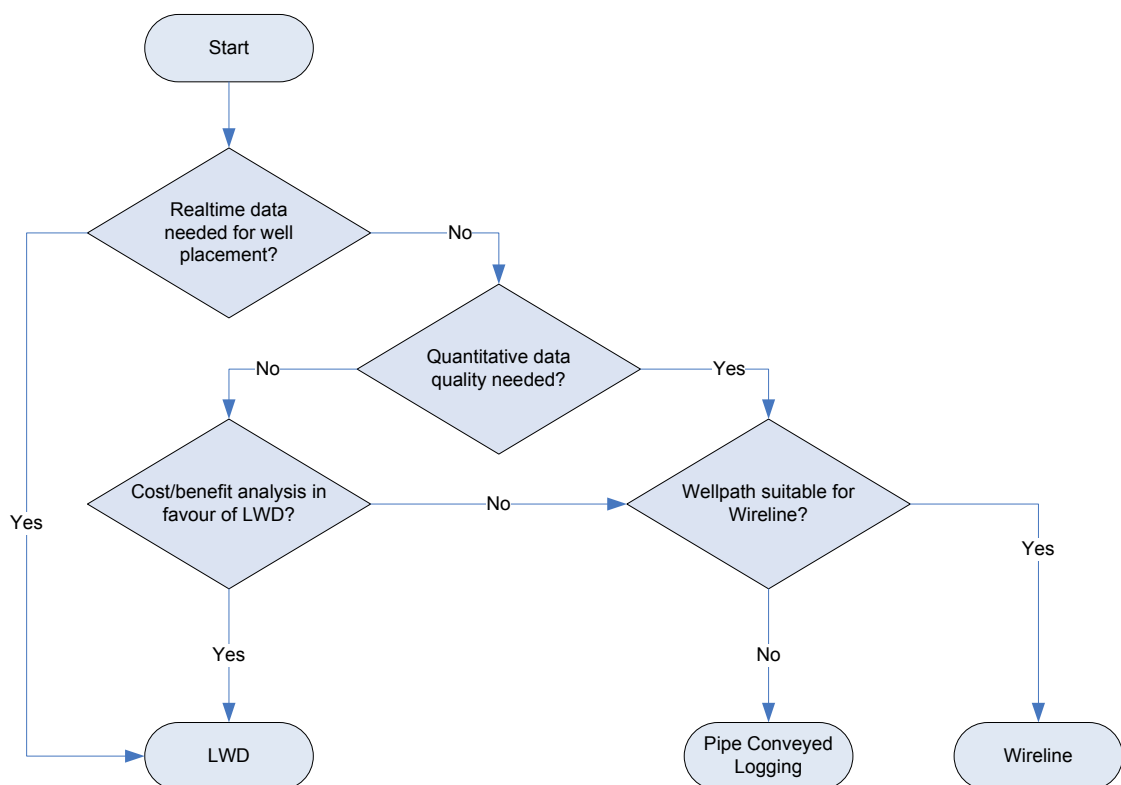 Start
Realtime data
needed for well
placement?
No
Quantitative data
quality needed?
No
Yes
Cost/benefit analysis in
favour of LWD?
No
Wellpath suitable for
Wireline?
Yes
Yes
Yes
No
LWD
Pipe Conveyed
Logging
Wireline